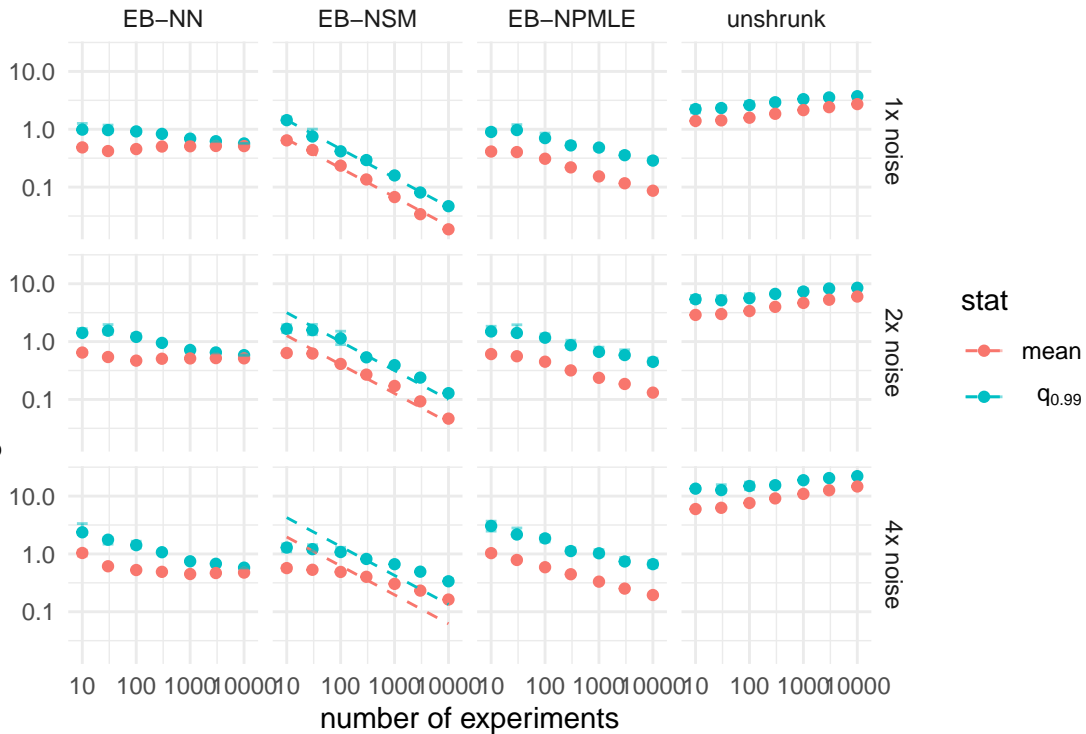 EB−NN EB−NSM EB−NPMLE unshrunk
10.0
1.0
0.1
1x noise
10.0
1.0
0.1
2x noise
10.0
1.0
0.1
4x noise
10 100 1000 10000 10 100 1000 10000 10 100 1000 10000 10 100 1000 10000
number of experiments
stat
mean
q0.99